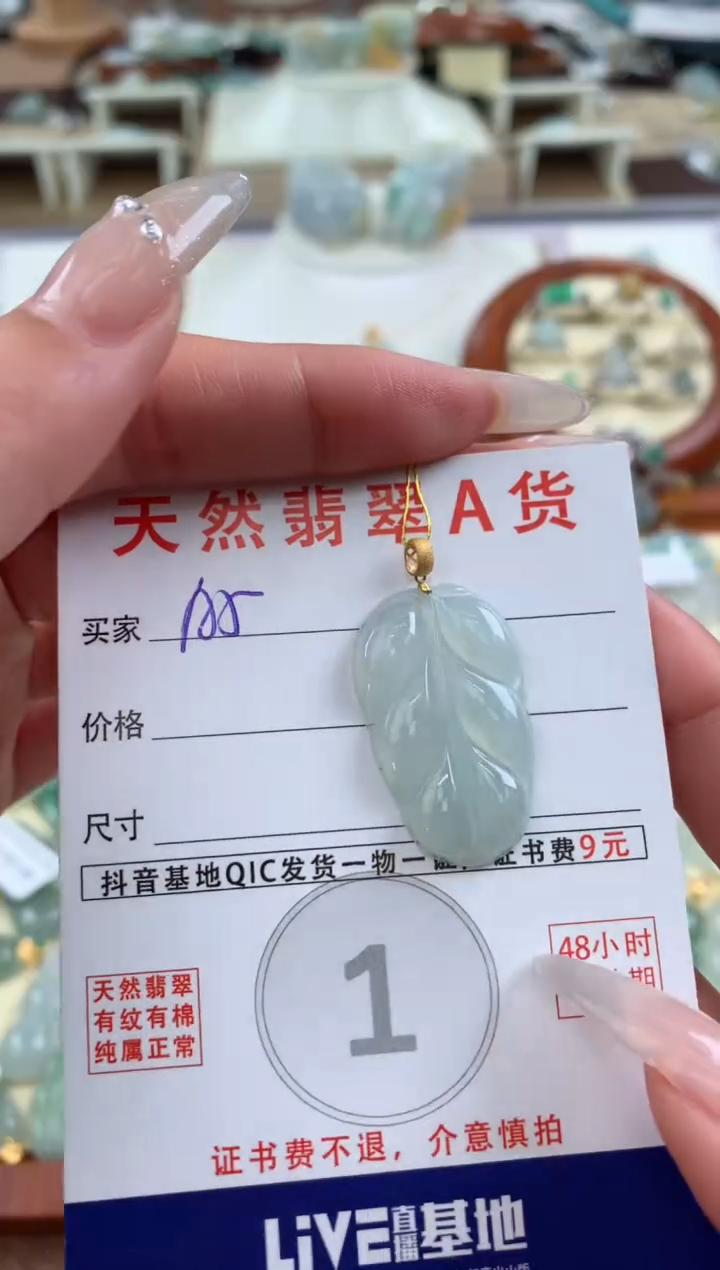 天然翡翠A货
买家
价格
尺寸
抖音基地QIC发货一物一证，证书费9元
天然翡翠
有纹有棉
纯属正常
1
48小时
期
证书费不退，介意慎拍
LiVE直播基地